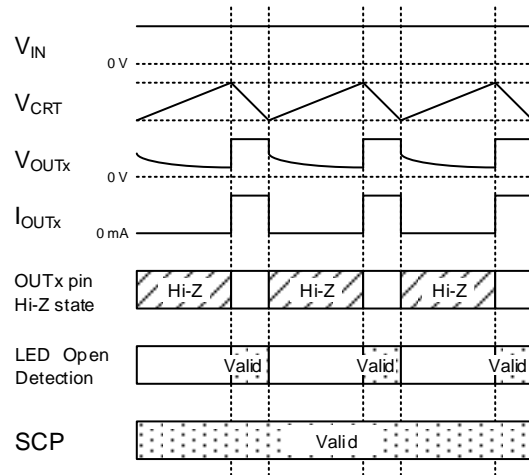 VIN
0 V
VCRT
VOUTx
0 V
IOUTx
0 mA
OUTx pin
Hi-Z state
Hi-Z
Hi-Z
Hi-Z
LED Open
Detection
Valid
Valid
Valid
SCP
Valid